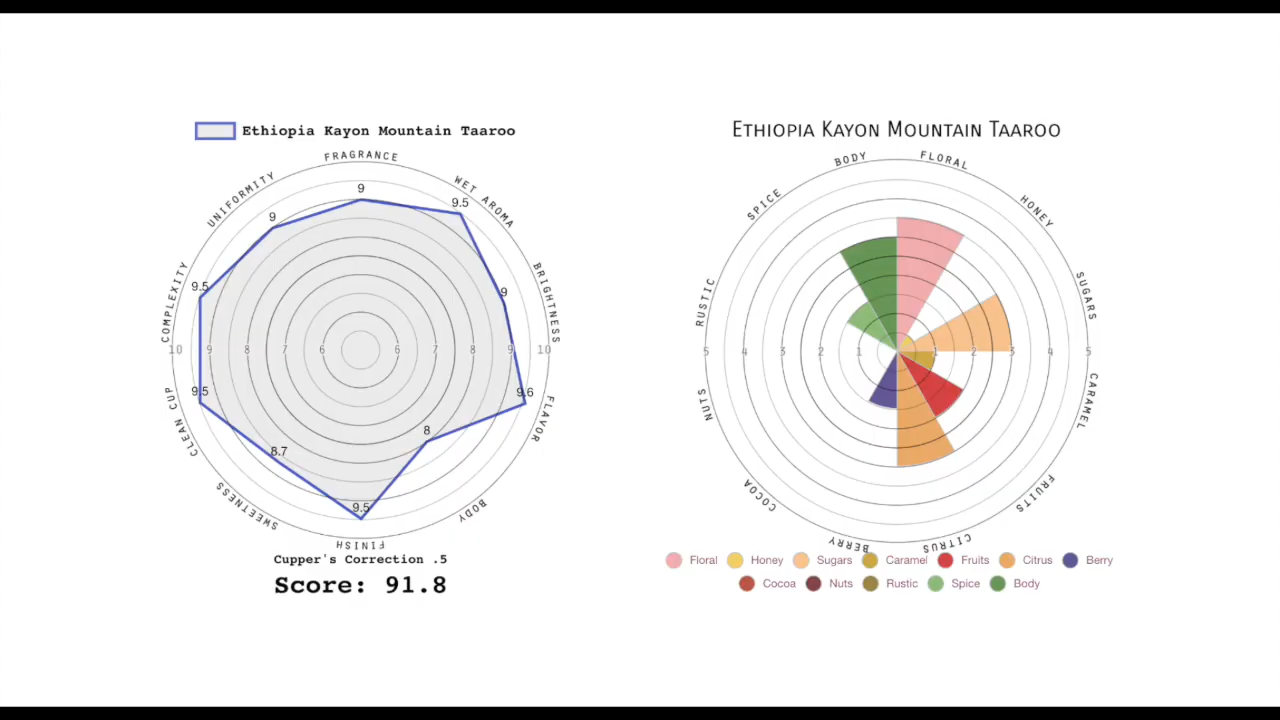 Ethiopia Kayon Mountain Taaroo
FRAGRANCE
WET AROMA
BRIGHTNESS
FLAVOR
BODY
FINISH
SWEETNESS
CLEAN CUP
COMPLEXITY
UNIFORMITY
9
9.5
9
9.6
8
9.5
8.7
9.5
9.5
9
10 9 8 7 6 6 7 8 9 10
Cupper's Correction .5
Score: 91.8
Ethiopia Kayon Mountain Taaroo
FLORAL
HONEY
SUGARS
CARAMEL
FRUITS
CITRUS
BERRY
COCOA
NUTS
RUSTIC
SPICE
BODY
5 4 3 2 1 1 2 3 4 5
Floral Honey Sugars Caramel Fruits Citrus Berry
Cocoa Nuts Rustic Spice Body